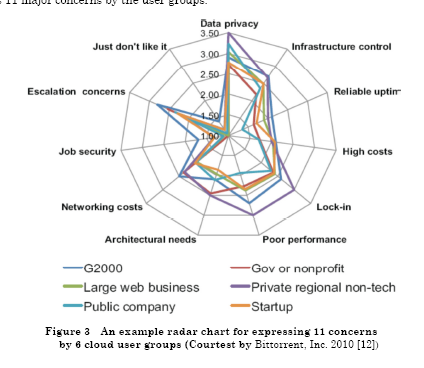 11 major concerns by the user groups.
Data privacy
3.50
Just don't like it
Infrastructure control
3.00
2.50
Escalation concerns
2.00
Reliable uptim
1.50
1.00
Job security
High costs
Networking costs
Lock-in
Architectural needs
Poor performance
G2000
Gov or nonprofit
Large web business
Private regional non-tech
Public company
Startup
Figure 3 An example radar chart for expressing 11 concerns
by 6 cloud user groups (Courtest by Bittorrent, Inc. 2010 [12])